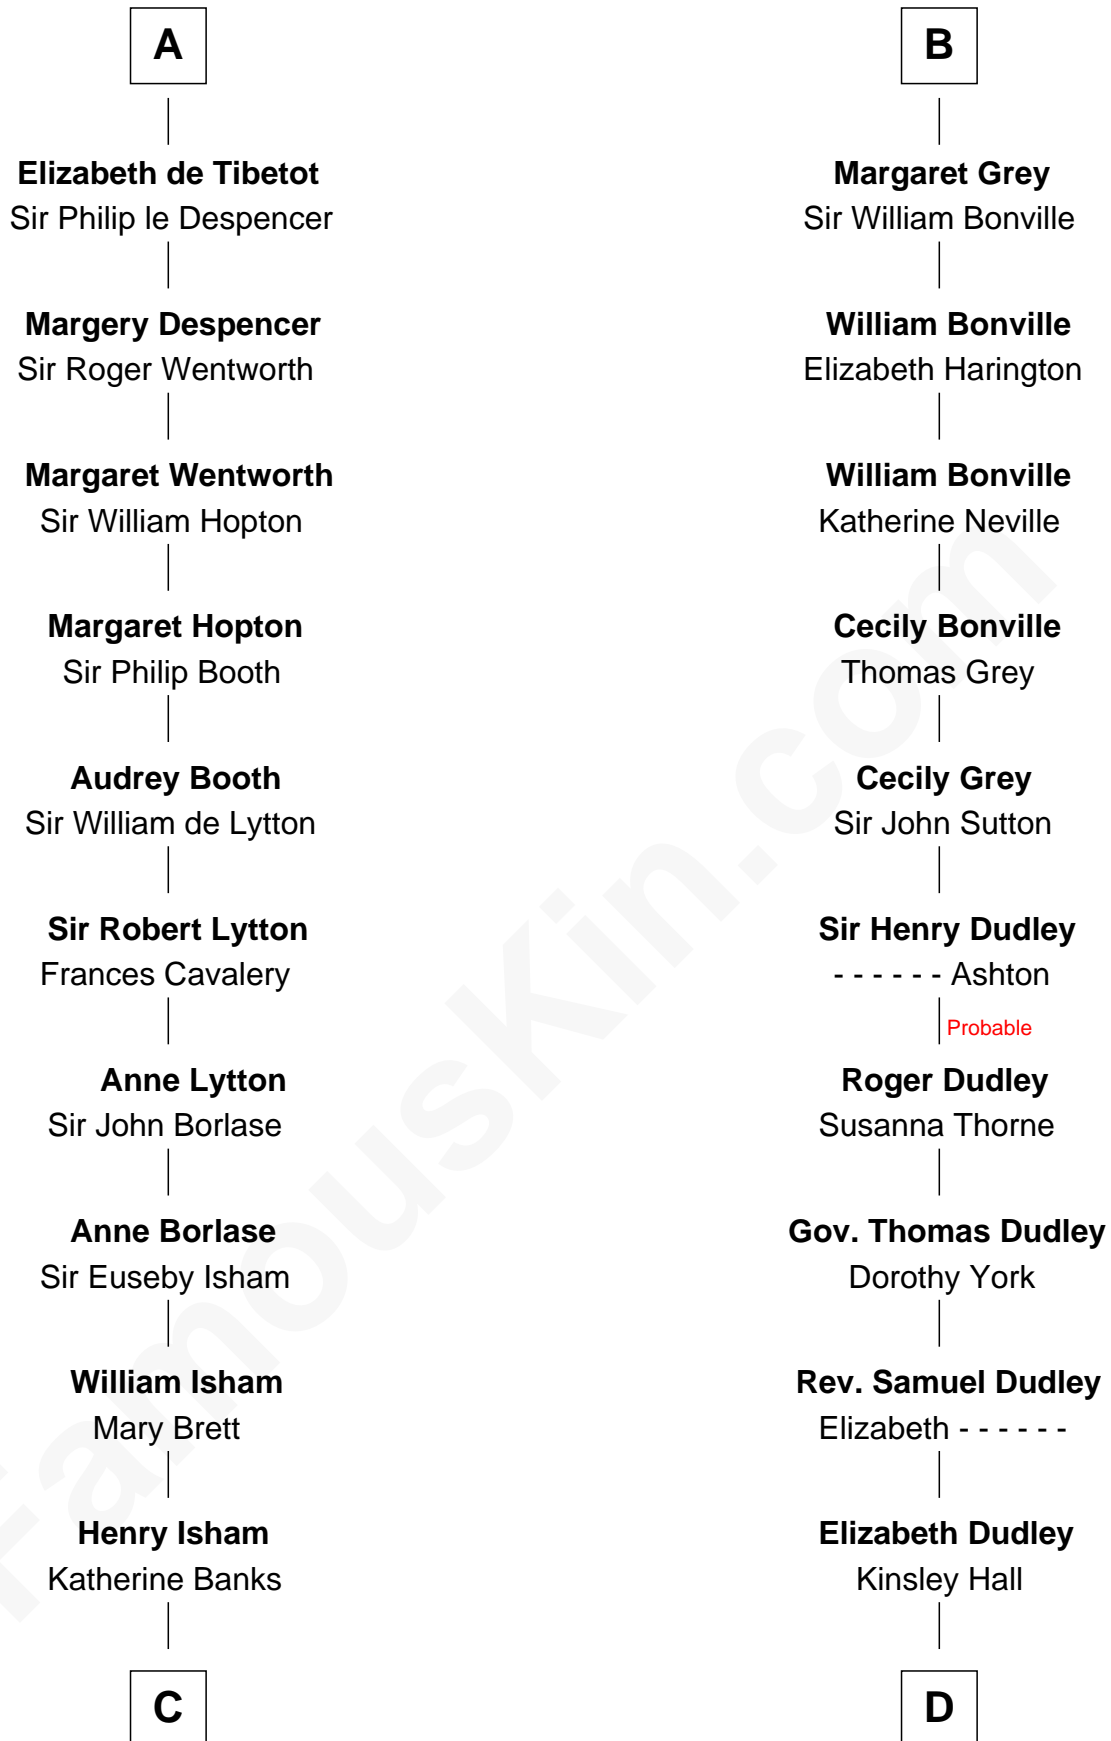 A
Elizabeth de Tibetot
Sir Philip le Despencer
Margery Despencer
Sir Roger Wentworth
Margaret Wentworth
Sir William Hopton
Margaret Hopton
Sir Philip Booth
Audrey Booth
Sir William de Lytton
Sir Robert Lytton
Frances Cavalery
Anne Lytton
Sir John Borlase
Anne Borlase
Sir Euseby Isham
William Isham
Mary Brett
Henry Isham
Katherine Banks
C
B
Margaret Grey
Sir William Bonville
William Bonville
Elizabeth Harington
William Bonville
Katherine Neville
Cecily Bonville
Thomas Grey
Cecily Grey
Sir John Sutton
Sir Henry Dudley
- - - - - - Ashton
Probable
Roger Dudley
Susanna Thorne
Gov. Thomas Dudley
Dorothy York
Rev. Samuel Dudley
Elizabeth - - - - - -
Elizabeth Dudley
Kinsley Hall
D
FamousKin.com